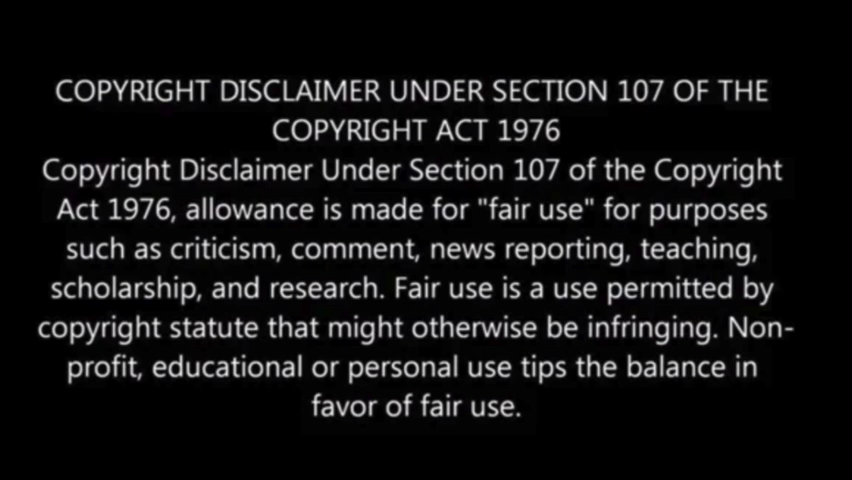 COPYRIGHT DISCLAIMER UNDER SECTION 107 OF THE
COPYRIGHT ACT 1976
Copyright Disclaimer Under Section 107 of the Copyright
Act 1976, allowance is made for "fair use" for purposes
such as criticism, comment, news reporting, teaching,
scholarship, and research. Fair use is a use permitted by
copyright statute that might otherwise be infringing. Non-
profit, educational or personal use tips the balance in
favor of fair use.